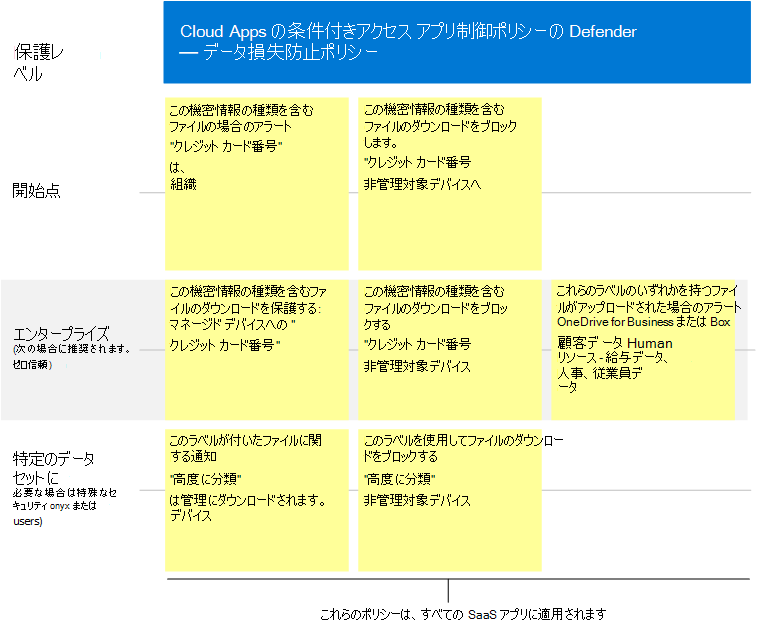 Cloud Apps の条件付きアクセス アプリ制御ポリシーの Defender
— データ損失防止ポリシー
保護レ
ベル
この機密情報の種類を含む
ファイルの場合のアラート
"クレジット カード番号"
は、
組織
この機密情報の種類を含む
ファイルのダウンロードをブロック
します。
"クレジット カード番号
非管理対象デバイスへ
開始点
この機密情報の種類を含むファ
イルのダウンロードを保護する:
マネージド デバイスへの "
クレジット カード番号"
この機密情報の種類を含む
ファイルのダウンロードをブロッ
クする
"クレジット カード番号
非管理対象デバイス
これらのラベルのいずれかを持つファイ
ルがアップロードされた場合のアラート
OneDrive for Business または Box
顧客データ Human
リソース - 給与データ、
人事、従業員デ
ータ
エンタープライズ
(次の場合に推奨されます。
ゼロ信頼)
このラベルが付いたファイルに関
する通知
"高度に分類"
は管理にダウンロードされます。
デバイス
このラベルを使用してファイルのダウンロー
ドをブロックする
"高度に分類"
非管理対象デバイス
特定のデータ
セットに
必要な場合は特殊なセ
キュリティ onyx または
users)
これらのポリシーは、すべての SaaS アプリに適用されます